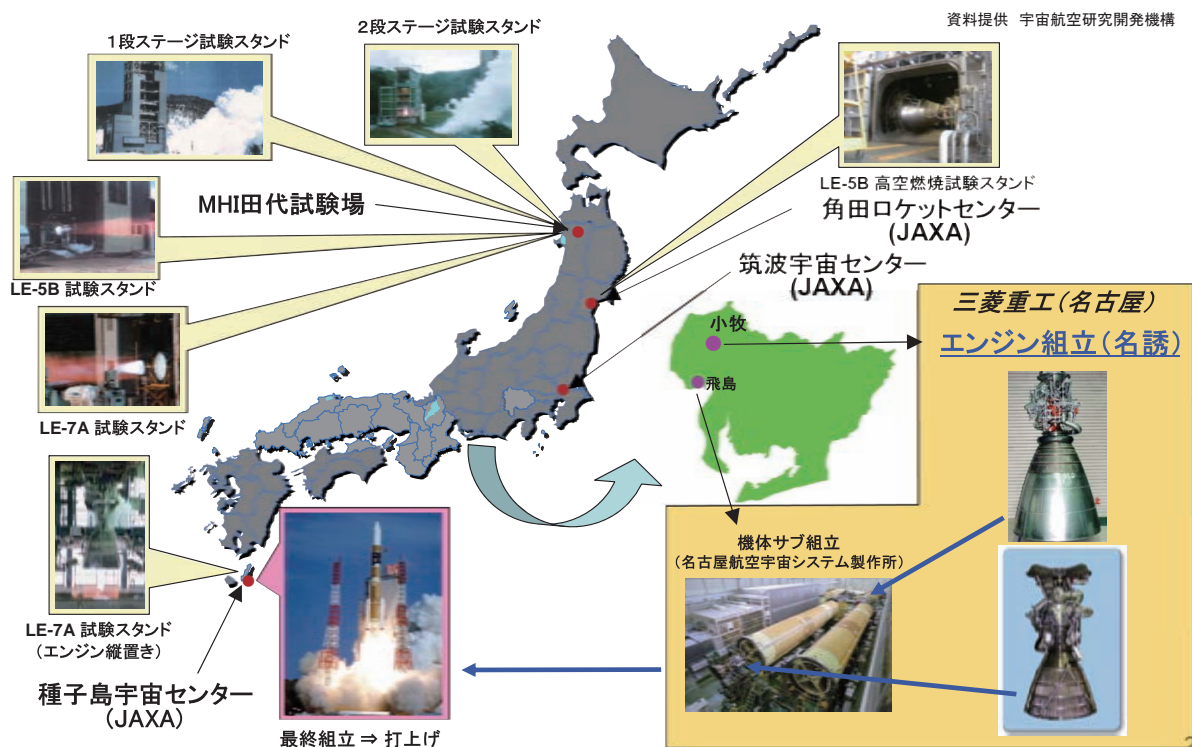 資料提供 宇宙航空研究開発機構
1段ステージ試験スタンド
2段ステージ試験スタンド
LE-5B 高空燃焼試験スタンド
角田ロケットセンター
(JAXA)
MHI田代試験場
筑波宇宙センター
(JAXA)
LE-5B 試験スタンド
三菱重工(名古屋)
エンジン組立(名誘)
小牧
飛島
LE-7A 試験スタンド
機体サブ組立
(名古屋航空宇宙システム製作所)
LE-7A 試験スタンド
(エンジン縦置き)
種子島宇宙センター
(JAXA)
最終組立 ⇒ 打上げ